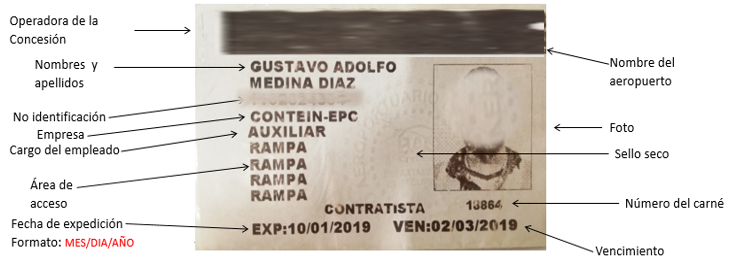 Operadora de la
Concesión
Nombres y
apellidos
No identificación
Empresa
Cargo del empleado
Área de
acceso
Fecha de expedición
Formato: MES/DIA/AÑO
GUSTAVO ADOLFO
MEDINA DIAZ
CONTEIN-EPC
AUXILIAR
RAMPA
RAMPA
RAMPA
RAMPA
CONTRATISTA
13864
EXP:10/01/2019 VEN:02/03/2019
Nombre del
aeropuerto
Foto
Sello seco
Número del carné
Vencimiento